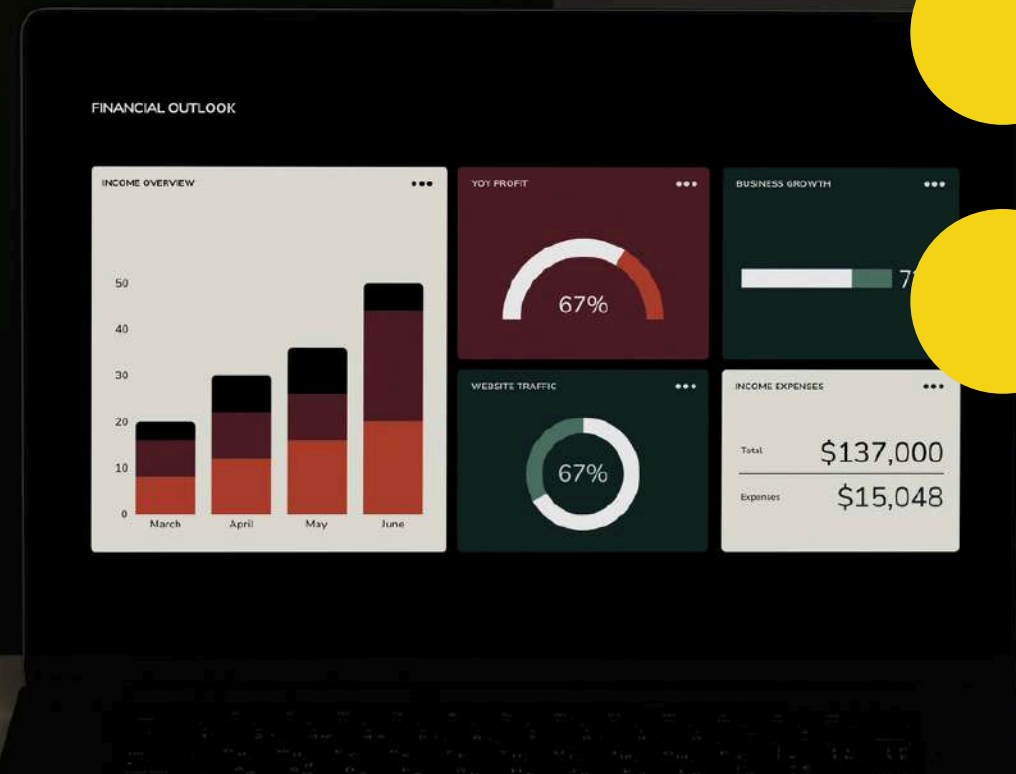 FINANCIAL OUTLOOK
INCOME OVERVIEW
50
40
30
20
10
0
March April May June
YOY PROFIT
67%
BUSINESS GROWTH
WEBSITE TRAFFIC
67%
INCOME EXPENSES
Total $137,000
Expenses $15,048